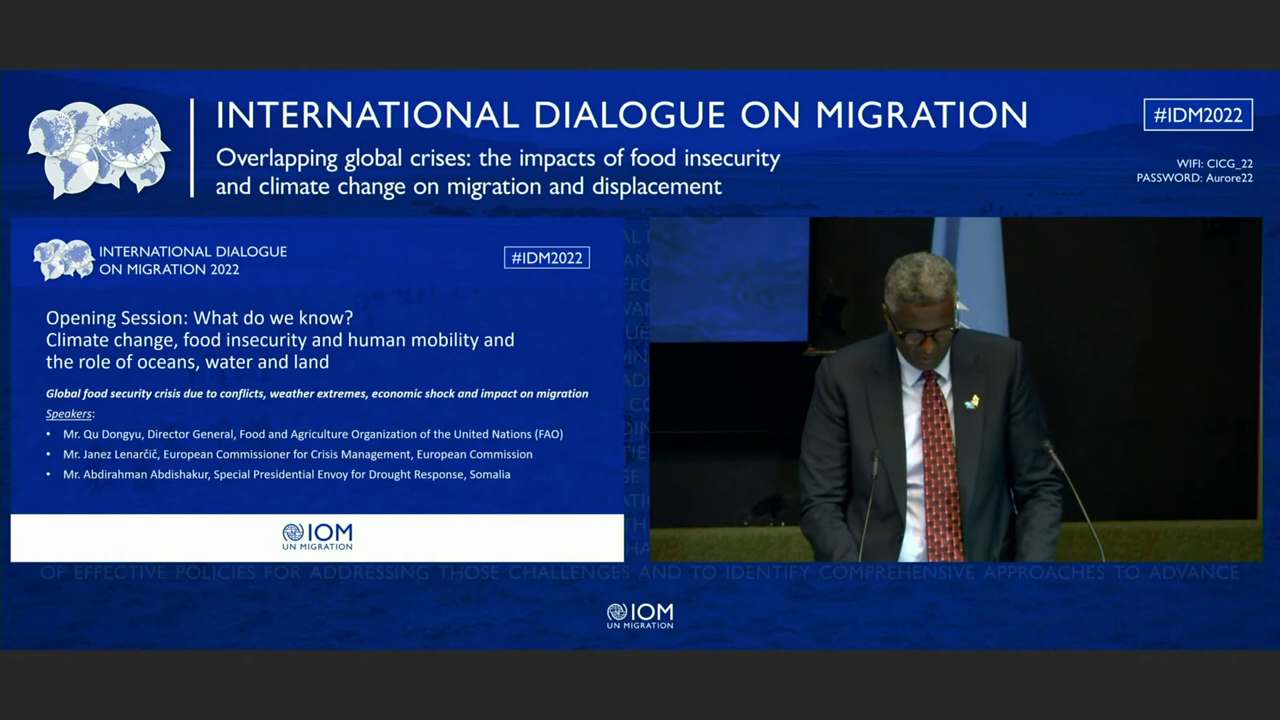 INTERNATIONAL DIALOGUE ON MIGRATION
Overlapping global crises: the impacts of food insecurity
and climate change on migration and displacement
#IDM2022
WIFI: CICG_22
PASSWORD: Aurore22
INTERNATIONAL DIALOGUE
ON MIGRATION 2022
#IDM2022
Opening Session: What do we know?
Climate change, food insecurity and human mobility and
the role of oceans, water and land
Global food security crisis due to conflicts, weather extremes, economic shock and impact on migration
Speakers:
• Mr. Qu Dongyu, Director General, Food and Agriculture Organization of the United Nations (FAO)
• Mr. Janez Lenarčič, European Commissioner for Crisis Management, European Commission
• Mr. Abdirahman Abdishakur, Special Presidential Envoy for Drought Response, Somalia
IOM
UN MIGRATION
OF EFFECTIVE POLICIES FOR ADDRESSING THOSE CHALLENGES AND TO IDENTIFY COMPREHENSIVE APPROACHES TO ADVANCE
IOM
UN MIGRATION